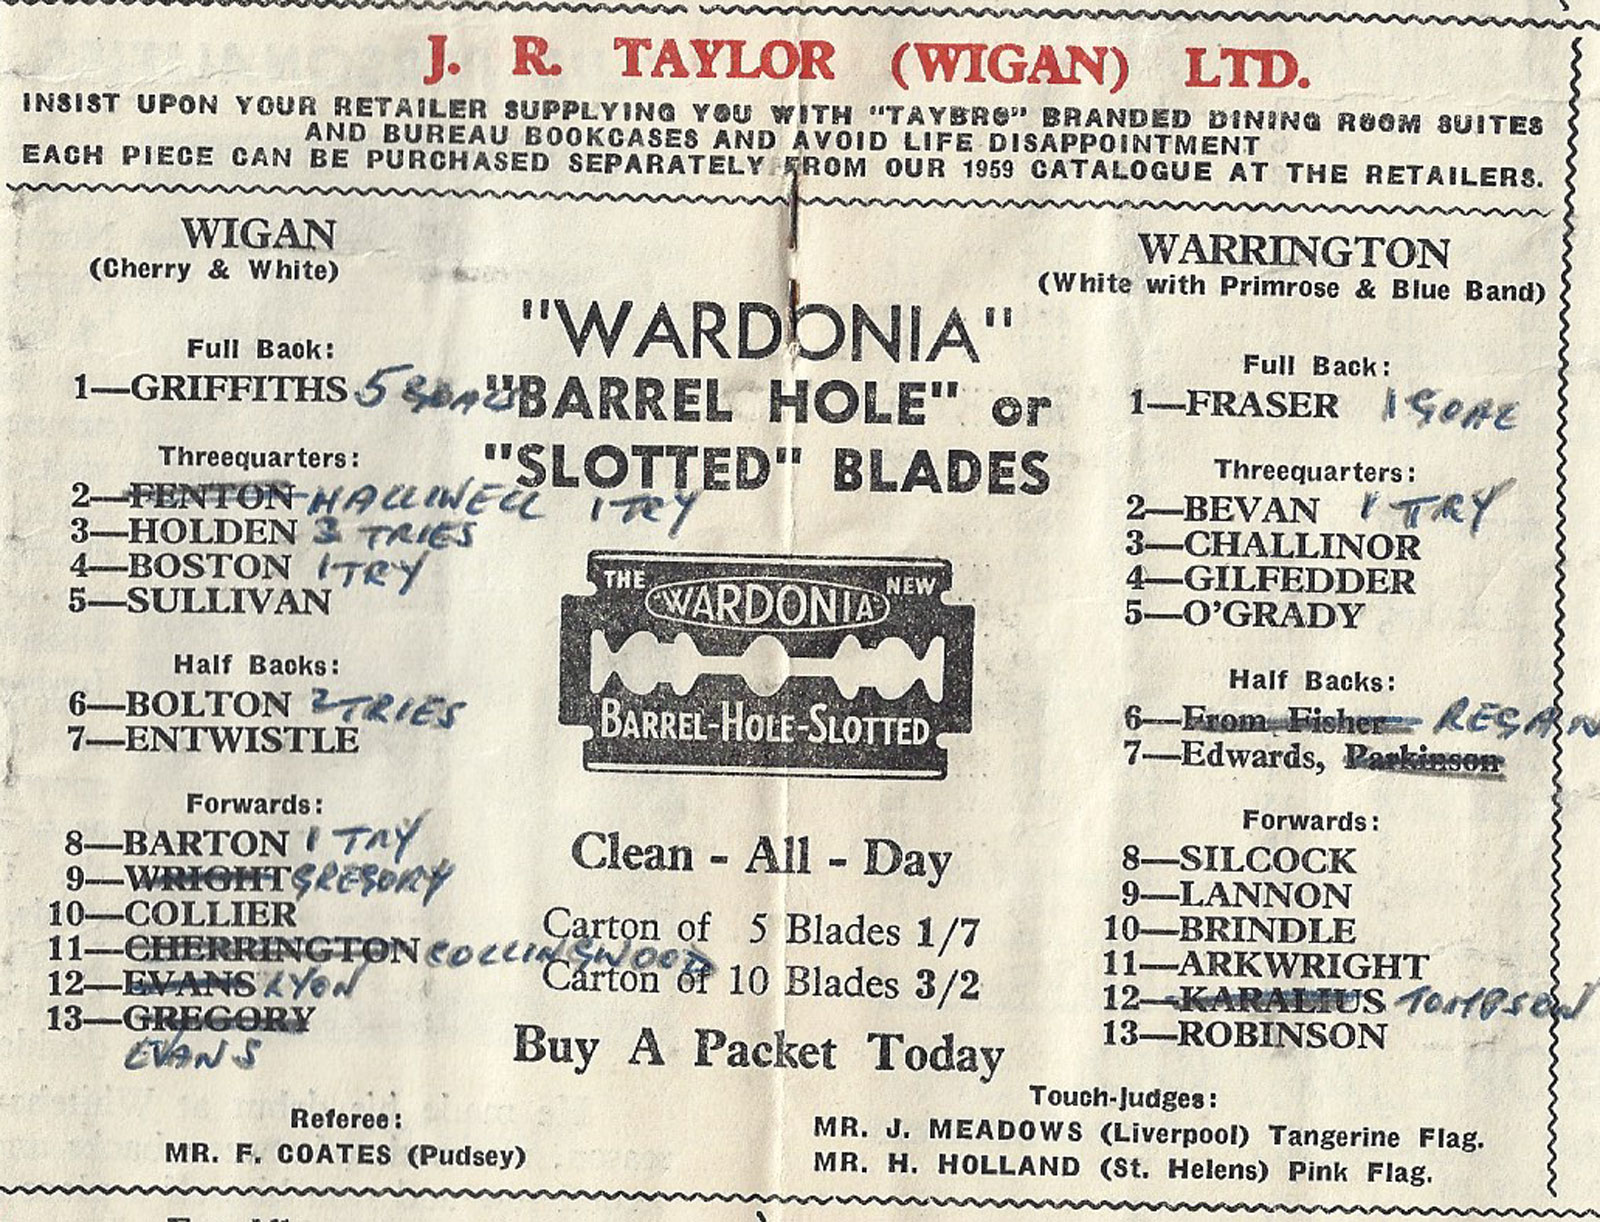 J. R. TAYLOR (WIGAN) LTD.
INSIST UPON YOUR RETAILER SUPPLYING YOU WITH "TAYBRO" BRANDED DINING ROOM SUITES
AND BUREAU BOOKCASES AND AVOID LIFE DISAPPOINTMENT
EACH PIECE CAN BE PURCHASED SEPARATELY FROM OUR 1959 CATALOGUE AT THE RETAILERS.
WIGAN
(Cherry & White)
Full Back:
1—GRIFFITHS 5 GOALS
Threequarters:
2—FENTON HALLIWELL 1 TRY
3—HOLDEN 3 TRIES
4—BOSTON 1 TRY
5—SULLIVAN
Half Backs:
6—BOLTON 2 TRIES
7—ENTWISTLE
Forwards:
8—BARTON 1 TRY
9—WRIGHT GREGORY
10—COLLIER
11—CHERRINGTON COLLINGWOOD
12—EVANS LYON
13—GREGORY
EVANS
Referee:
MR. F. COATES (Pudsey)
"WARDONIA"
"BARREL HOLE" or
"SLOTTED" BLADES
THE "WARDONIA" NEW
BARREL-HOLE-SLOTTED
Clean - All - Day
Carton of 5 Blades 1/7
Carton of 10 Blades 3/2
Buy A Packet Today
WARRINGTON
(White with Primrose & Blue Band)
Full Back:
1—FRASER 1 GOAL
Threequarters:
2—BEVAN 1 TRY
3—CHALLINOR
4—GILFEDDER
5—O'GRADY
Half Backs:
6—From Fisher REGAN
7—Edwards, Parkinson
Forwards:
8—SILCOCK
9—LANNON
10—BRINDLE
11—ARKWRIGHT
12—KARALIUS TOMPSON
13—ROBINSON
Touch-judges:
MR. J. MEADOWS (Liverpool) Tangerine Flag.
MR. H. HOLLAND (St. Helens) Pink Flag.